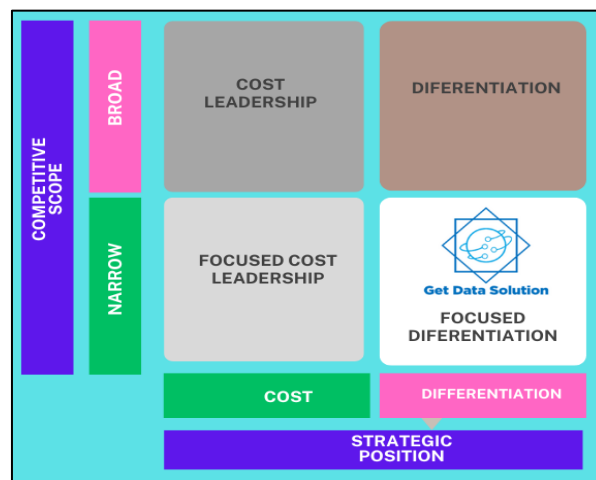 COMPETITIVE
SCOPE
BROAD
COST
LEADERSHIP
DIFERENTIATION
NARROW
FOCUSED COST
LEADERSHIP
Get Data Solution
FOCUSED
DIFERENTIATION
COST
DIFFERENTIATION
STRATEGIC
POSITION